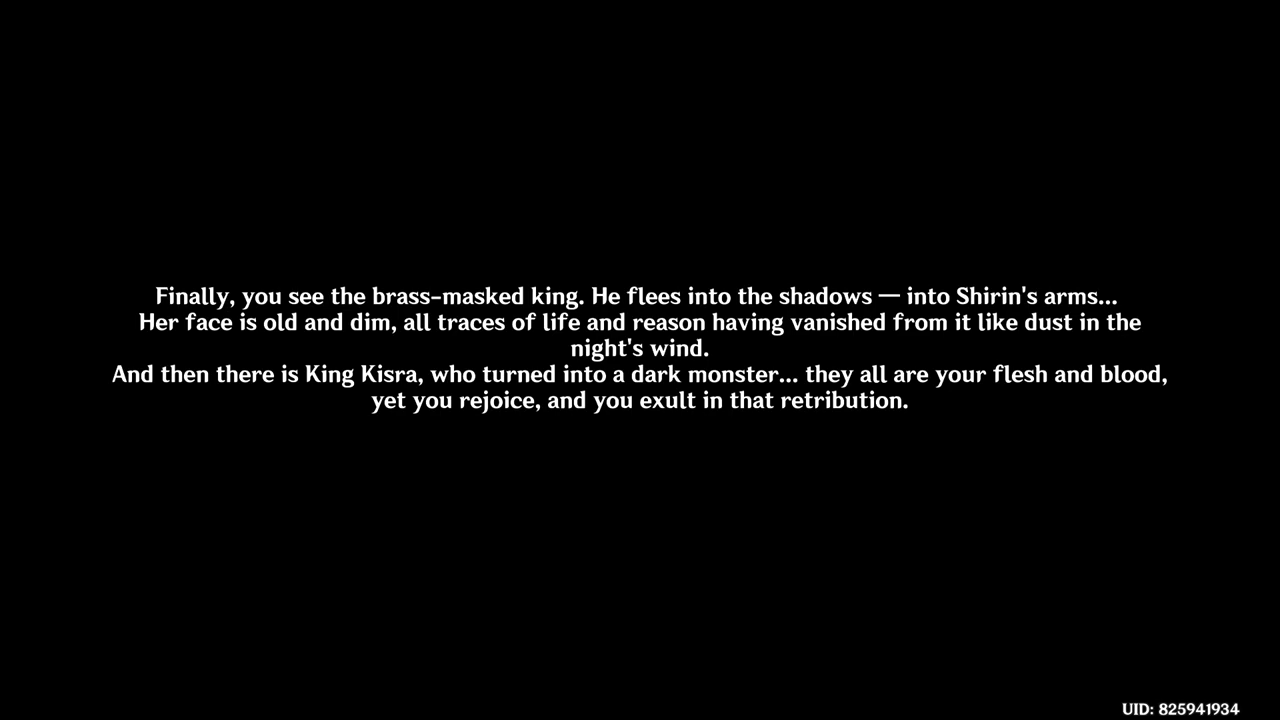 Finally, you see the brass-masked king. He flees into the shadows — into Shirin's arms...
Her face is old and dim, all traces of life and reason having vanished from it like dust in the
night's wind.
And then there is King Kisra, who turned into a dark monster... they all are your flesh and blood,
yet you rejoice, and you exult in that retribution.
UID: 825941934